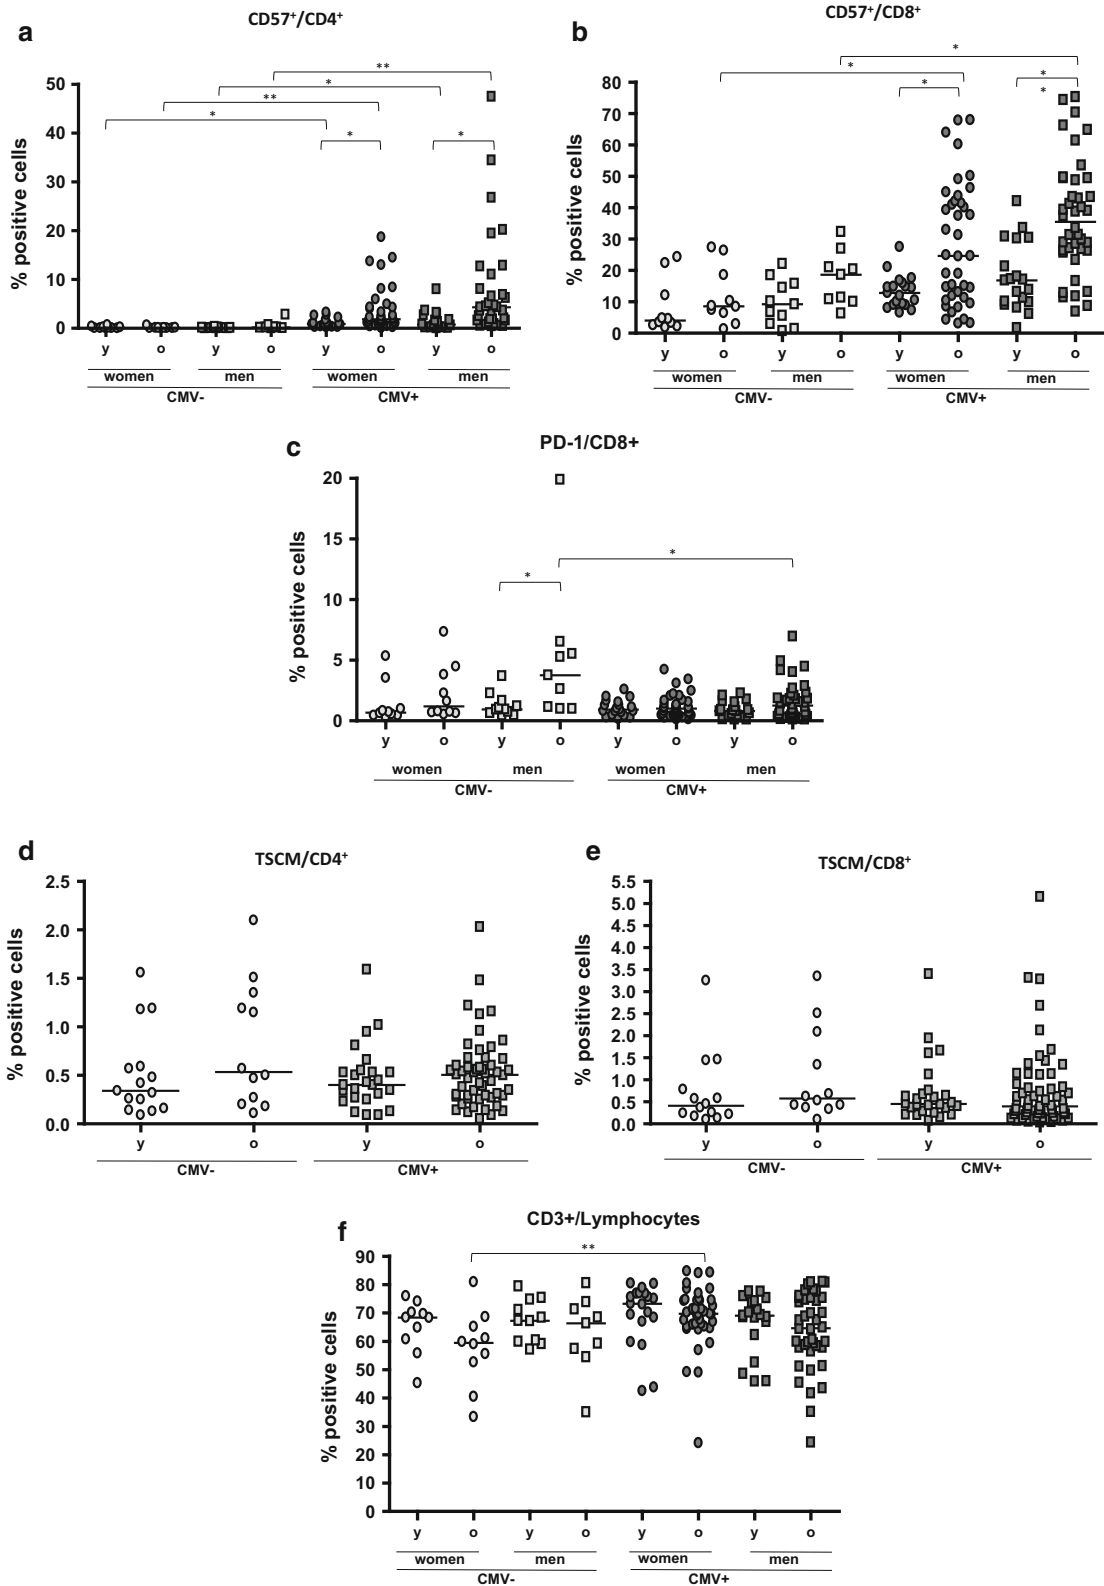 a
CD57⁺/CD4⁺
% positive cells
50
40
30
20
10
0
**
*
**
*
*
*
y o y o y o y o
women men women men
CMV- CMV+
b
CD57⁺/CD8⁺
% positive cells
80
70
60
50
40
30
20
10
0
*
*
*
*
*
y o y o y o y o
women men women men
CMV- CMV+
c
PD-1/CD8+
% positive cells
20
15
10
5
0
*
*
y o y o y o y o
women men women men
CMV- CMV+
d
TSCM/CD4⁺
% positive cells
2.5
2.0
1.5
1.0
0.5
0.0
y o y o
CMV- CMV+
e
TSCM/CD8⁺
% positive cells
5.5
5.0
4.5
4.0
3.5
3.0
2.5
2.0
1.5
1.0
0.5
0.0
y o y o
CMV- CMV+
f
CD3+/Lymphocytes
% positive cells
90
80
70
60
50
40
30
20
10
0
**
y o y o y o y o
women men women men
CMV- CMV+